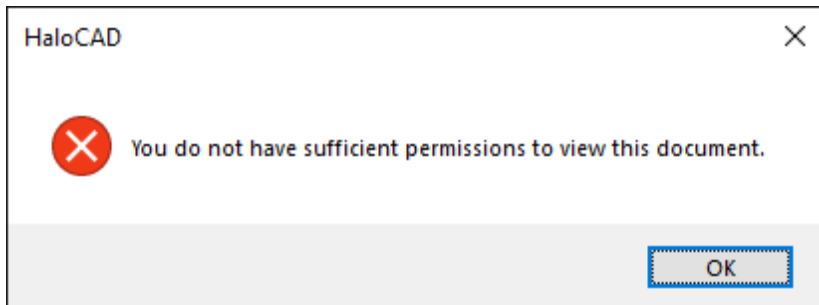 HaloCAD
You do not have sufficient permissions to view this document.
OK